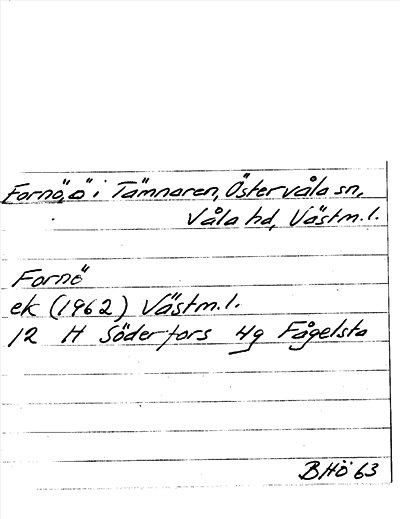 Fornö, ö i Tämnaren, Östervåla sn,
Våla hd, Västm.l.
Fornö
ek (1962) Västm.l.
12 H Söderfors 4g Fågelsta
BHö 63